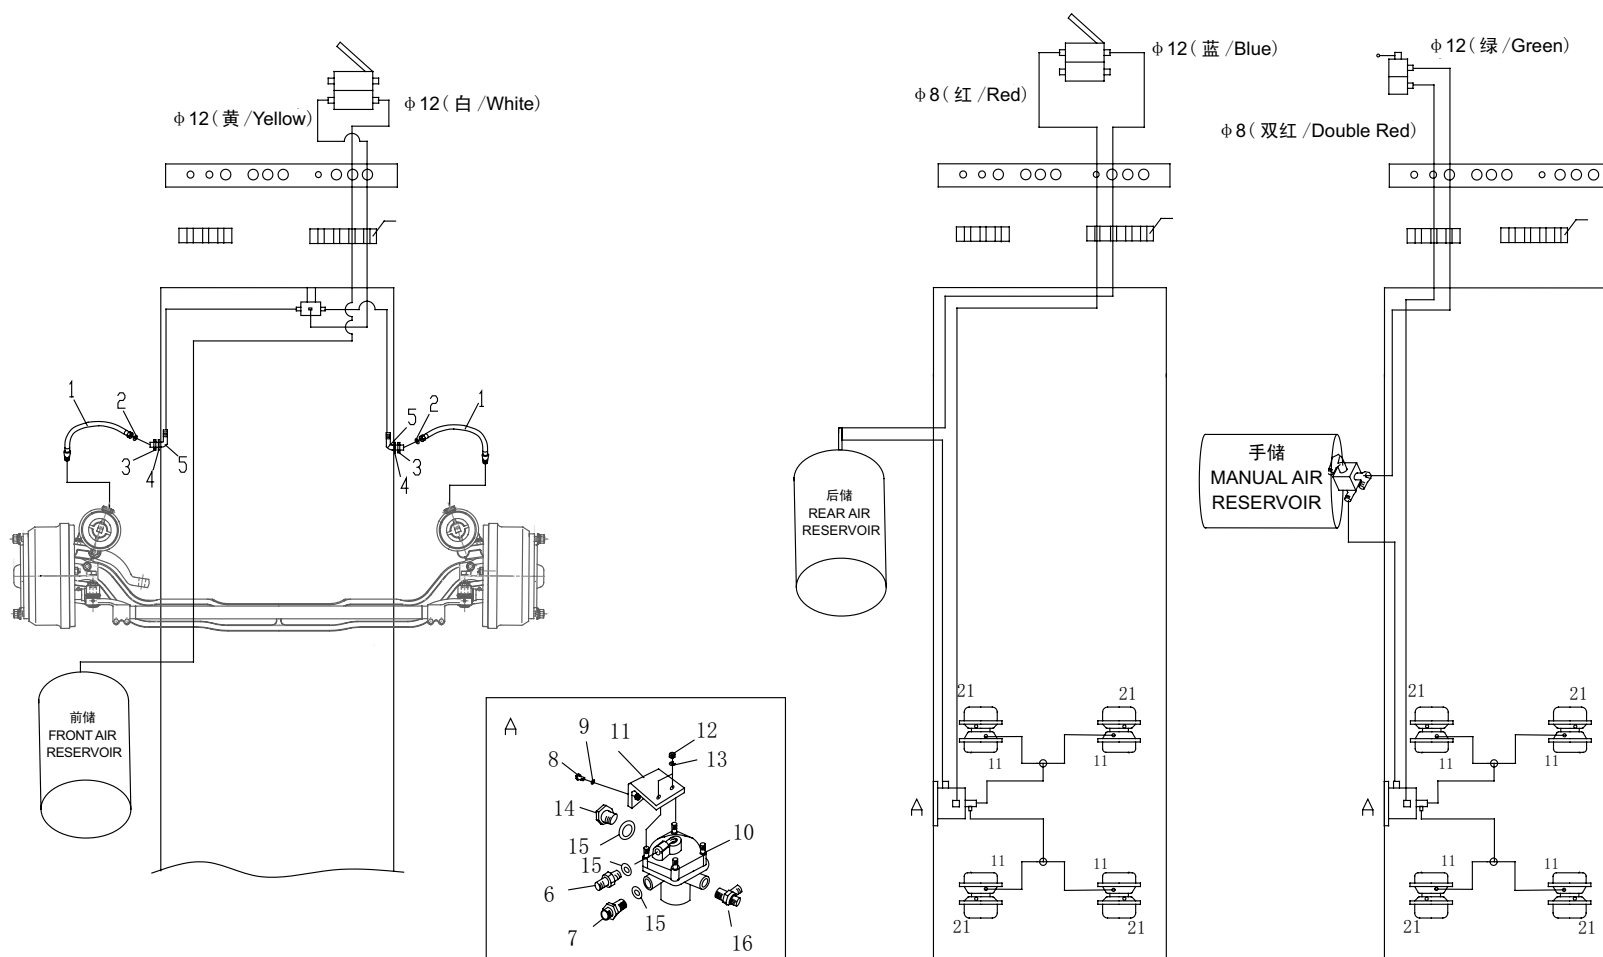 φ12(黄/Yellow)
φ12(白/White)
1
2
3
4
5
5
2
1
4
3
前储
FRONT AIR
RESERVOIR
A
8
9
11
12
13
14
15
10
15
6
15
7
16
φ8(红/Red)
φ12(蓝/Blue)
后储
REAR AIR
RESERVOIR
21
21
11
11
A
11
11
21
21
φ12(绿/Green)
φ8(双红/Double Red)
手储
MANUAL AIR
RESERVOIR
21
21
11
11
A
11
11
21
21